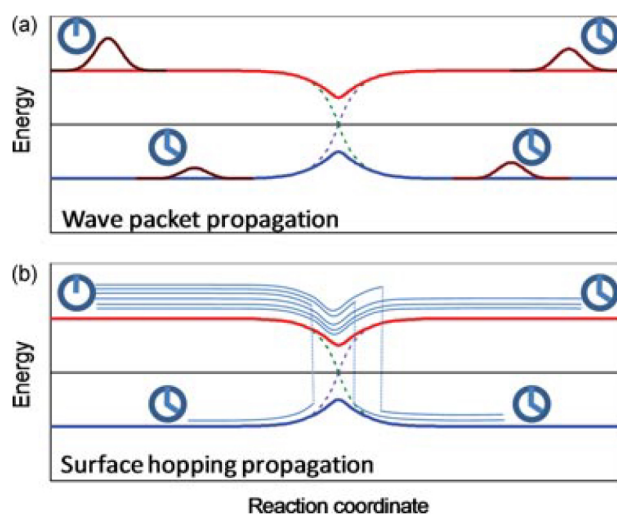 (a)
Energy
Wave packet propagation
(b)
Energy
Surface hopping propagation
Reaction coordinate